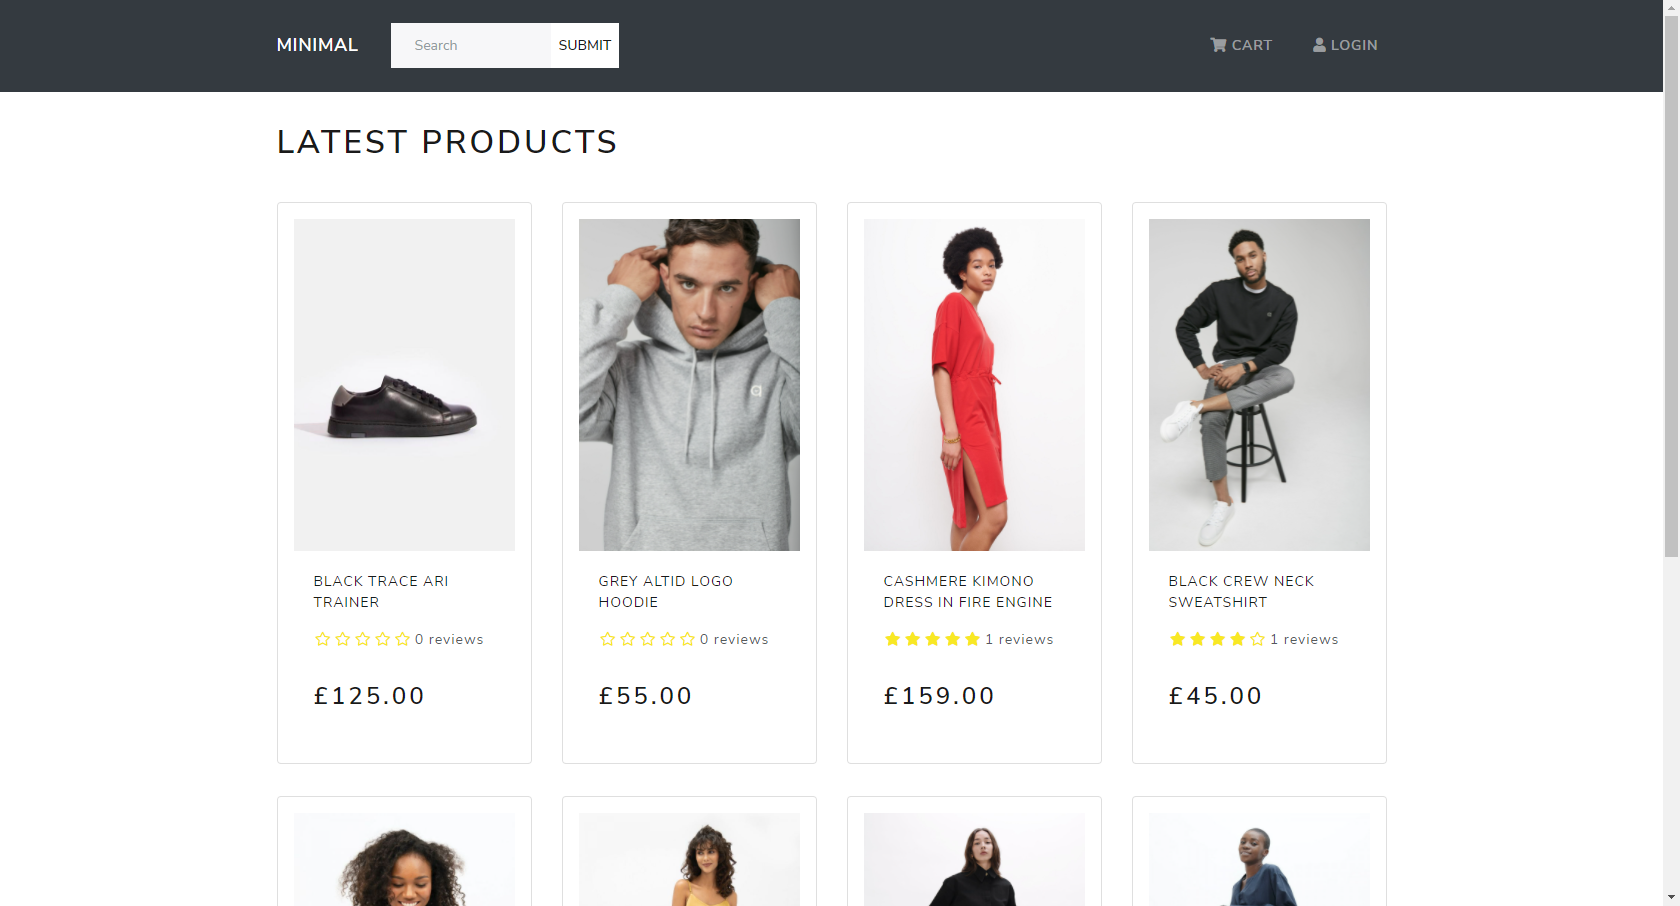 MINIMAL
Search
SUBMIT
CART
LOGIN
LATEST PRODUCTS
BLACK TRACE ARI
TRAINER
0 reviews
£125.00
GREY ALTID LOGO
HOODIE
0 reviews
£55.00
CASHMERE KIMONO
DRESS IN FIRE ENGINE
1 reviews
£159.00
BLACK CREW NECK
SWEATSHIRT
1 reviews
£45.00